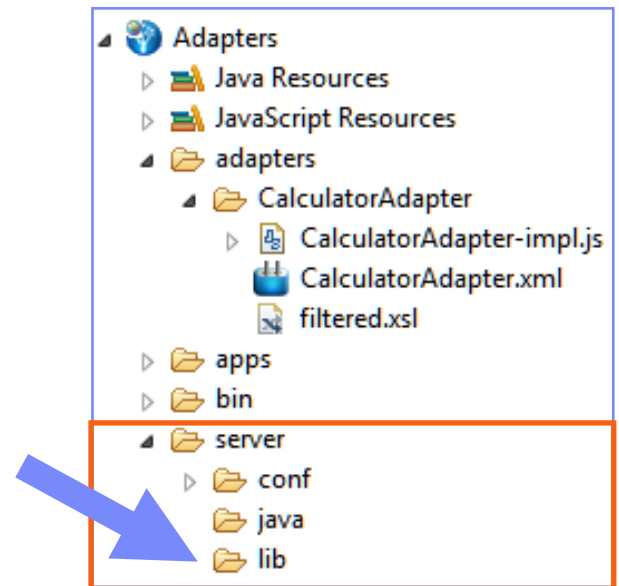 Adapters
Java Resources
JavaScript Resources
adapters
CalculatorAdapter
CalculatorAdapter-impl.js
CalculatorAdapter.xml
filtered.xsl
apps
bin
server
conf
java
lib